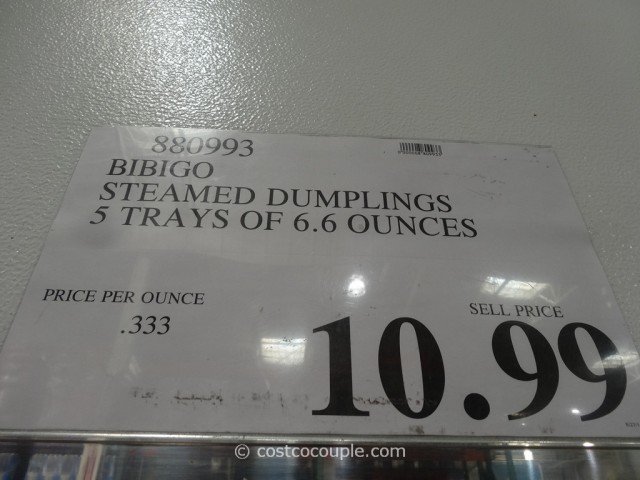 880993
BIBIGO
STEAMED DUMPLINGS
5 TRAYS OF 6.6 OUNCES
PRICE PER OUNCE
.333
SELL PRICE
10.99
© costcocouple.com